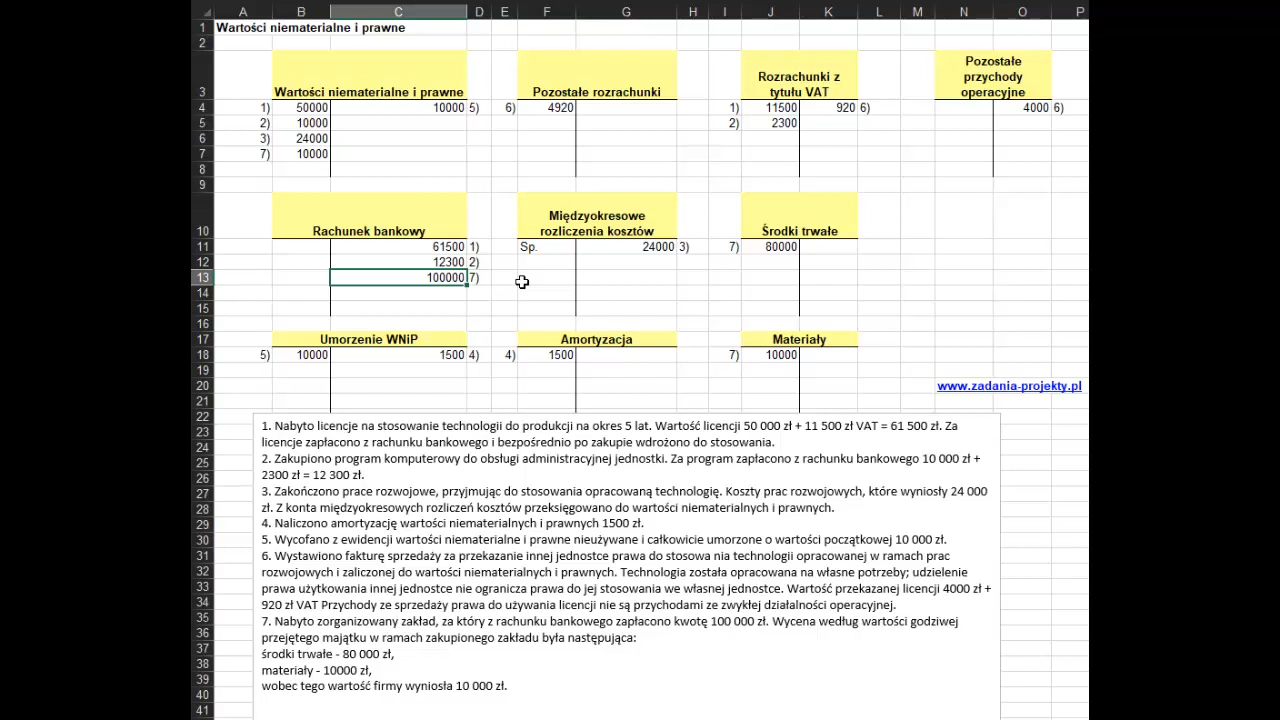 A B C D E F G H I J K L M N O P
1 Wartości niematerialne i prawne
2
Pozostałe
Rozrachunki z przychody
3 Wartości niematerialne i prawne Pozostałe rozrachunki tytułu VAT operacyjne
4 1) 50000 10000 5) 6) 4920 1) 11500 920 6) 4000 6)
5 2) 10000 2) 2300
6 3) 24000
7 7) 10000
8
9
Międzyokresowe
10 Rachunek bankowy rozliczenia kosztów Środki trwałe
11 61500 1) Sp. 24000 3) 7) 80000
12 12300 2)
13 100000 7)
14
15
16
17 Umorzenie WNiP Amortyzacja Materiały
18 5) 10000 1500 4) 4) 1500 7) 10000
19
20 www.zadania-projekty.pl
21
22
23 1. Nabyto licencje na stosowanie technologii do produkcji na okres 5 lat. Wartość licencji 50 000 zł + 11 500 zł VAT = 61 500 zł. Za
24 licencje zapłacono z rachunku bankowego i bezpośrednio po zakupie wdrożono do stosowania.
25 2. Zakupiono program komputerowy do obsługi administracyjnej jednostki. Za program zapłacono z rachunku bankowego 10 000 zł +
26 2300 zł = 12 300 zł.
27 3. Zakończono prace rozwojowe, przyjmując do stosowania opracowaną technologię. Koszty prac rozwojowych, które wyniosły 24 000
28 zł. Z konta międzyokresowych rozliczeń kosztów przeksięgowano do wartości niematerialnych i prawnych.
29 4. Naliczono amortyzację wartości niematerialnych i prawnych 1500 zł.
30 5. Wycofano z ewidencji wartości niematerialne i prawne nieużywane i całkowicie umorzone o wartości początkowej 10 000 zł.
31 6. Wystawiono fakturę sprzedaży za przekazanie innej jednostce prawa do stosowa nia technologii opracowanej w ramach prac
32 rozwojowych i zaliczonej do wartości niematerialnych i prawnych. Technologia została opracowana na własne potrzeby; udzielenie
33 prawa użytkowania innej jednostce nie ogranicza prawa do jej stosowania we własnej jednostce. Wartość przekazanej licencji 4000 zł +
34 920 zł VAT Przychody ze sprzedaży prawa do używania licencji nie są przychodami ze zwykłej działalności operacyjnej.
35 7. Nabyto zorganizowany zakład, za który z rachunku bankowego zapłacono kwotę 100 000 zł. Wycena według wartości godziwej
36 przejętego majątku w ramach zakupionego zakładu była następująca:
37 środki trwałe - 80 000 zł,
38 materiały - 10000 zł,
39 wobec tego wartość firmy wyniosła 10 000 zł.
40
41